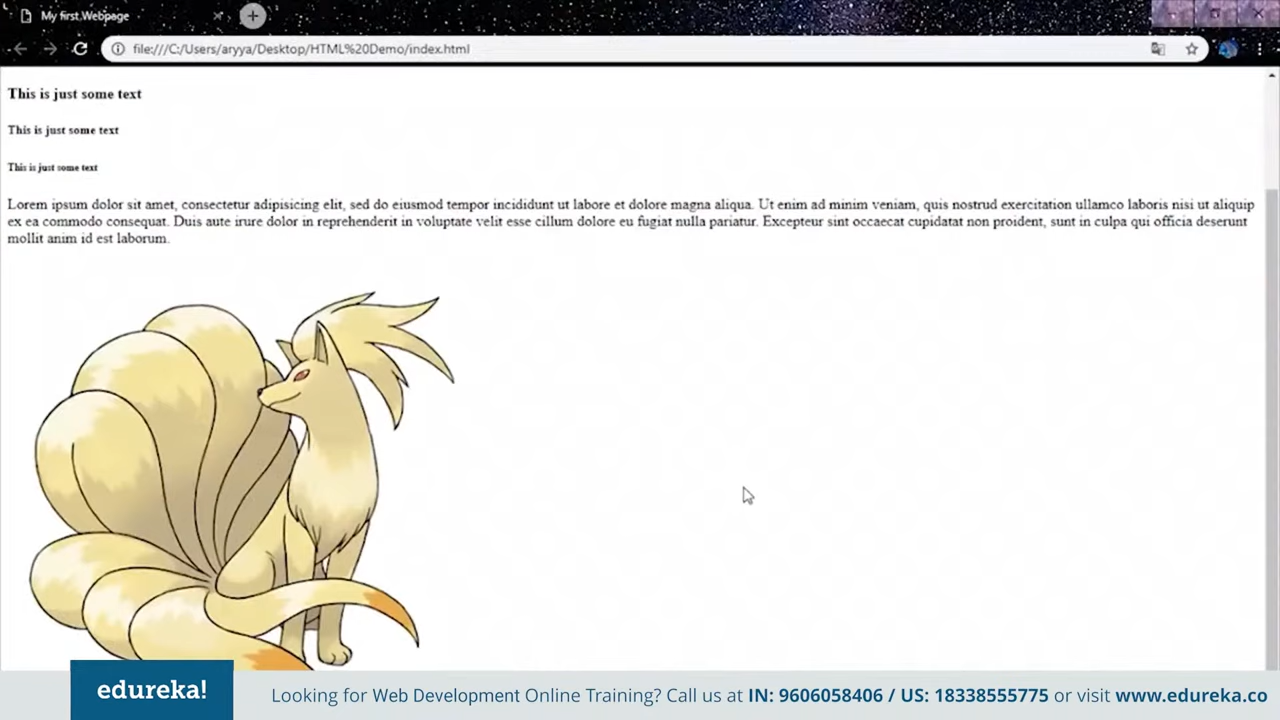 My first Webpage
file:///C:/Users/aryya/Desktop/HTML%20Demo/index.html
This is just some text
This is just some text
This is just some text
Lorem ipsum dolor sit amet, consectetur adipisicing elit, sed do eiusmod tempor incididunt ut labore et dolore magna aliqua. Ut enim ad minim veniam, quis nostrud exercitation ullamco laboris nisi ut aliquip
ex ea commodo consequat. Duis aute irure dolor in reprehenderit in voluptate velit esse cillum dolore eu fugiat nulla pariatur. Excepteur sint occaecat cupidatat non proident, sunt in culpa qui officia deserunt
mollit anim id est laborum.
edureka!
Looking for Web Development Online Training? Call us at IN: 9606058406 / US: 18338555775 or visit www.edureka.co